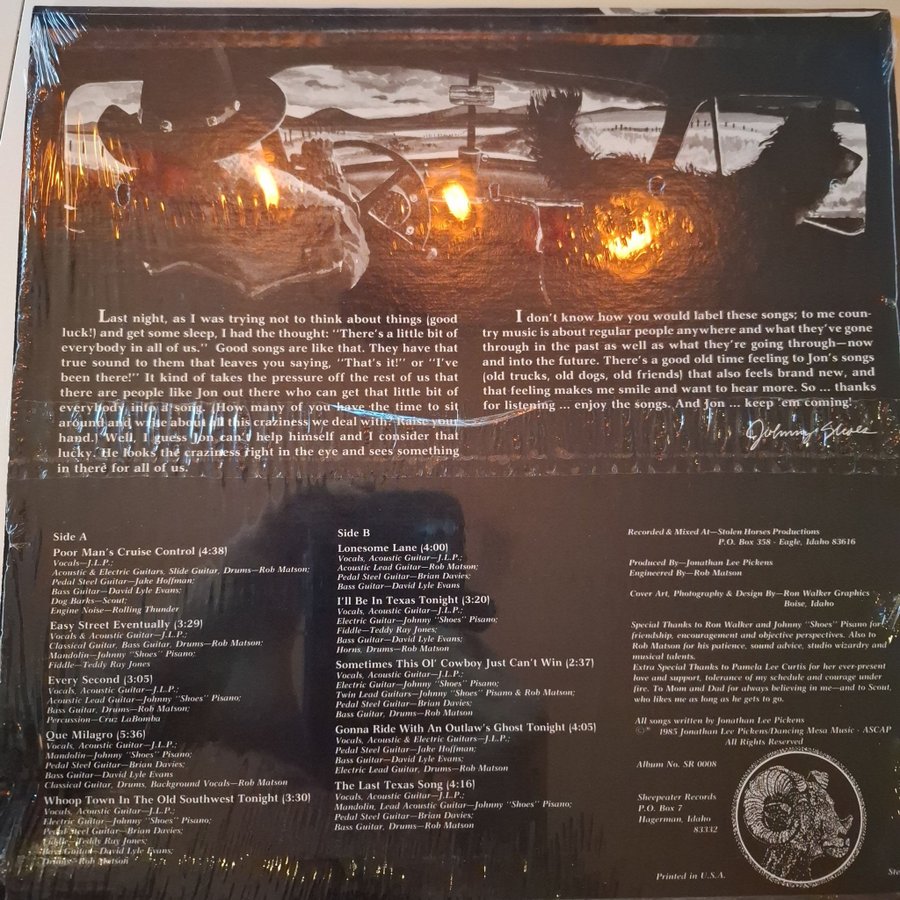 Last night, as I was trying not to think about things (good
luck!) and get some sleep, I had the thought: "There's a little bit of
everybody in all of us." Good songs are like that. They have that
true sound to them that leaves you saying, "That's it!" or "I've
been there!" It kind of takes the pressure off the rest of us that
there are people like Jon out there who can get that little bit of
everybody into a song. (How many of you have the time to sit
around and write about all this craziness we deal with? Raise your
hand.) Well, I guess Jon can't help himself and I consider that
lucky. He looks the craziness right in the eye and sees something
in there for all of us.
I don't know how you would label these songs; to me coun-
try music is about regular people anywhere and what they've gone
through in the past as well as what they're going through—now
and into the future. There's a good old time feeling to Jon's songs
(old trucks, old dogs, old friends) that also feels brand new, and
that feeling makes me smile and want to hear more. So ... thanks
for listening ... enjoy the songs. And Jon ... keep 'em coming!
Johnny Shoes
Side A
Poor Man's Cruise Control (4:38)
Vocals—J.L.P.;
Acoustic & Electric Guitars, Slide Guitar, Drums—Rob Matson;
Pedal Steel Guitar—Jake Hoffman;
Bass Guitar—David Lyle Evans
Dog Barks—Scout;
Engine Noise—Rolling Thunder
Easy Street Eventually (3:29)
Vocals & Acoustic Guitar—J.L.P.;
Classical Guitar, Bass Guitar, Drums—Rob Matson;
Mandolin—Johnny "Shoes" Pisano;
Fiddle—Teddy Ray Jones
Every Second (3:05)
Vocals, Acoustic Guitar—J.L.P.;
Acoustic Lead Guitar—Johnny "Shoes" Pisano;
Bass Guitar, Drums—Rob Matson;
Percussion—Cruz LaBomba
Que Milagro (5:36)
Vocals, Acoustic Guitar—J.L.P.;
Mandolin—Johnny "Shoes" Pisano;
Pedal Steel Guitar—Brian Davies;
Bass Guitar—David Lyle Evans
Classical Guitar, Drums, Background Vocals—Rob Matson
Whoop Town In The Old Southwest Tonight (3:30)
Vocals, Acoustic Guitar—J.L.P.;
Electric Guitar—Johnny "Shoes" Pisano;
Pedal Steel Guitar—Brian Davies;
Fiddle—Teddy Ray Jones;
Bass Guitar—David Lyle Evans;
Drums—Rob Matson
Side B
Lonesome Lane (4:00)
Vocals, Acoustic Guitar—J.L.P.;
Acoustic Lead Guitar—Rob Matson;
Pedal Steel Guitar—Brian Davies;
Bass Guitar—David Lyle Evans
I'll Be In Texas Tonight (3:20)
Vocals, Acoustic Guitar—J.L.P.;
Electric Guitar—Johnny "Shoes" Pisano;
Fiddle—Teddy Ray Jones;
Bass Guitar—David Lyle Evans;
Horns, Drums—Rob Matson
Sometimes This Ol' Cowboy Just Can't Win (2:37)
Vocals, Acoustic Guitar—J.L.P.;
Electric Guitar—Johnny "Shoes" Pisano;
Twin Lead Guitars—Johnny "Shoes" Pisano & Rob Matson;
Pedal Steel Guitar—Brian Davies;
Bass Guitar, Drums—Rob Matson
Gonna Ride With An Outlaw's Ghost Tonight (4:05)
Vocals, Acoustic & Electric Guitars—J.L.P.;
Pedal Steel Guitar—Jake Hoffman;
Bass Guitar—David Lyle Evans;
Electric Lead Guitar, Drums—Rob Matson
The Last Texas Song (4:16)
Vocals, Acoustic Guitar—J.L.P.;
Mandolin, Lead Acoustic Guitar—Johnny "Shoes" Pisano;
Pedal Steel Guitar—Brian Davies;
Bass Guitar, Drums—Rob Matson
Recorded & Mixed At—Stolen Horses Productions
P.O. Box 358 - Eagle, Idaho 83616
Produced By—Jonathan Lee Pickens
Engineered By—Rob Matson
Cover Art, Photography & Design By—Ron Walker Graphics
Boise, Idaho
Special Thanks to Ron Walker and Johnny "Shoes" Pisano for
friendship, encouragement and objective perspectives. Also to
Rob Matson for his patience, sound advice, studio wizardry and
musical talents.
Extra Special Thanks to Pamela Lee Curtis for her ever-present
love and support, tolerance of my schedule and courage under
fire. To Mom and Dad for always believing in me—and to Scout,
who likes me as long as he gets to go.
All songs written by Jonathan Lee Pickens
1985 Jonathan Lee Pickens/Dancing Mesa Music - ASCAP
All Rights Reserved
Album No. SR 0008
Sheepeater Records
P.O. Box 7
Hagerman, Idaho
83332
Printed in U.S.A.